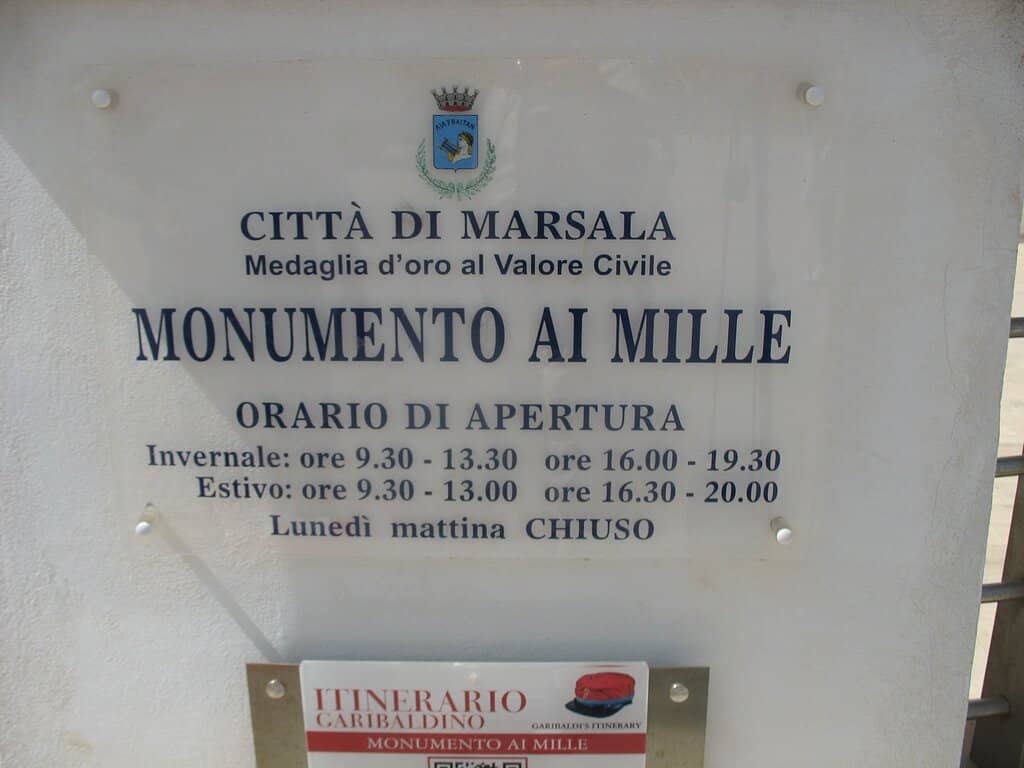 CITTÀ DI MARSALA
Medaglia d'oro al Valore Civile
MONUMENTO AI MILLE
ORARIO DI APERTURA
Invernale: ore 9.30 - 13.30 ore 16.00 - 19.30
Estivo: ore 9.30 - 13.00 ore 16.30 - 20.00
Lunedì mattina CHIUSO
ITINERARIO
GARIBALDINO
GARIBALDI'S ITINERARY
MONUMENTO AI MILLE